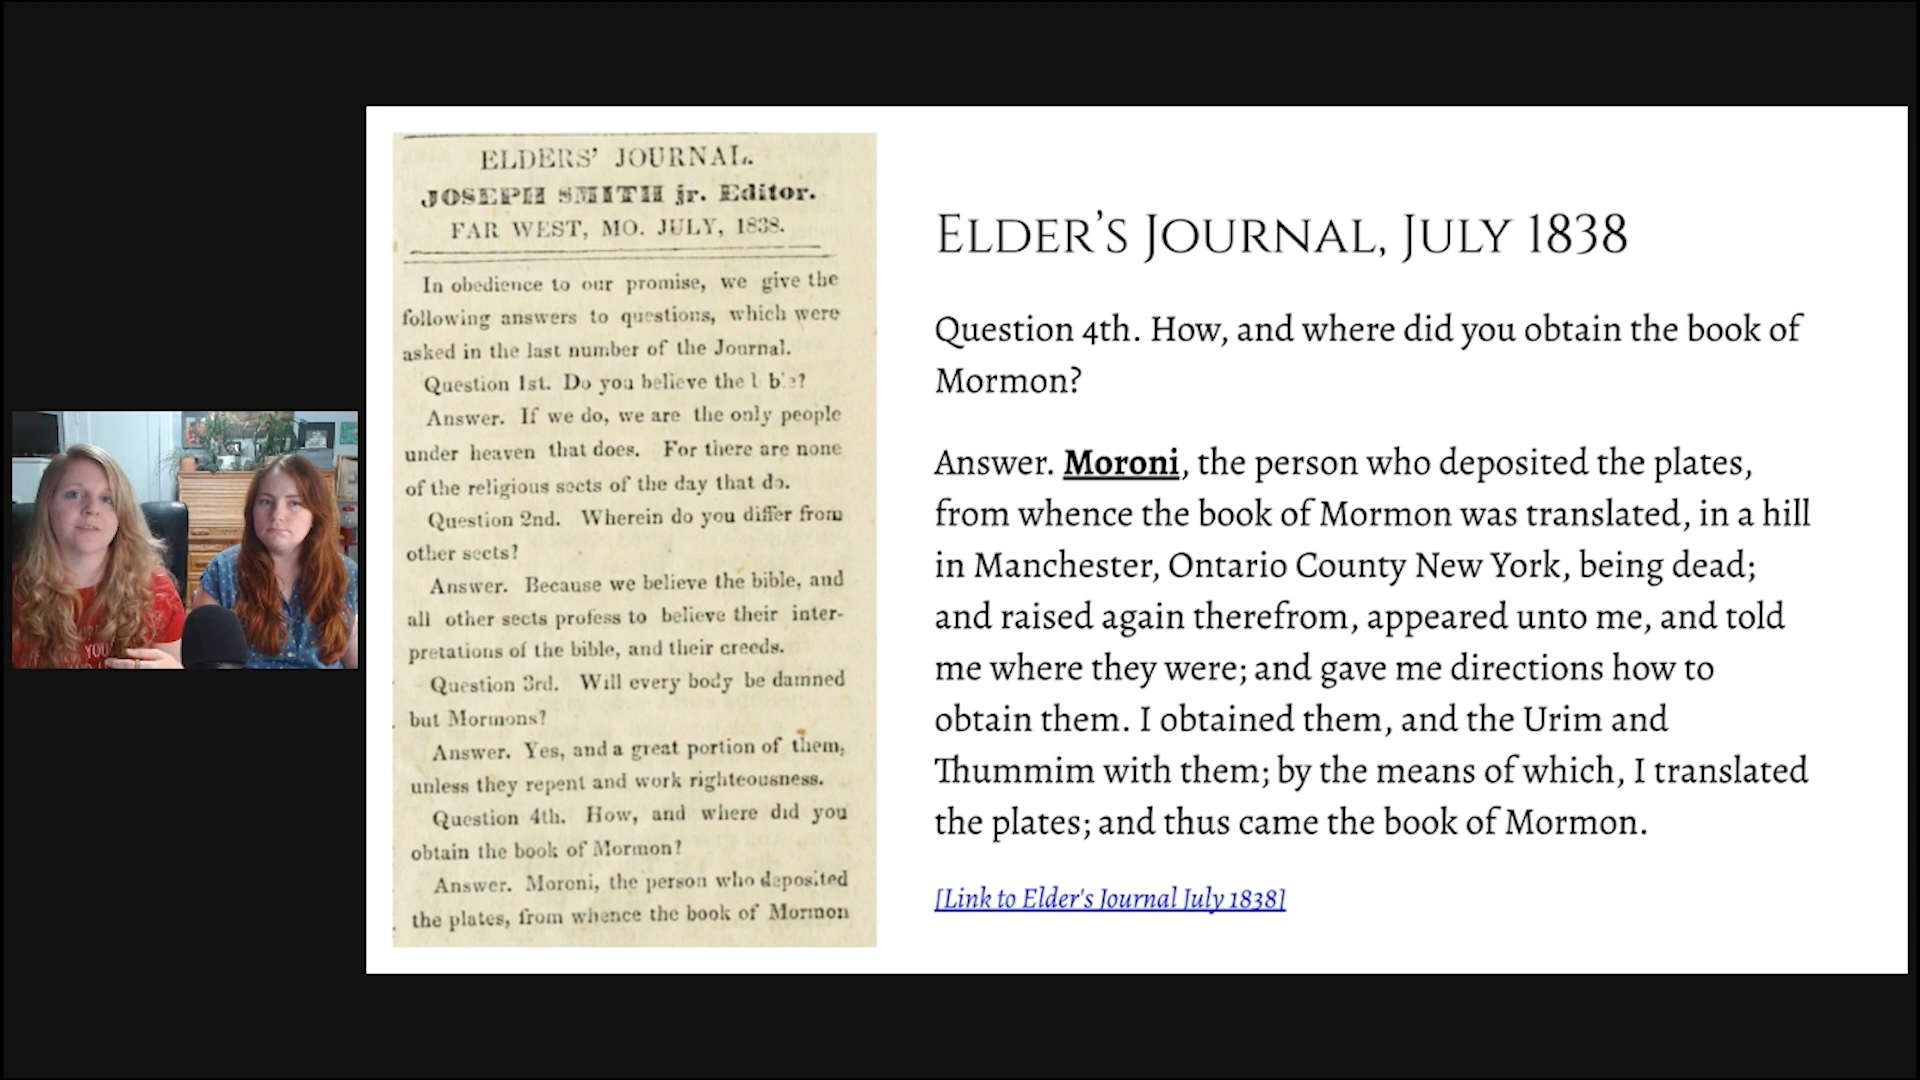 ELDERS' JOURNAL.
JOSEPH SMITH jr. Editor.
FAR WEST, MO. JULY, 1838.
In obedience to our promise, we give the
following answers to questions, which were
asked in the last number of the Journal.
Question 1st. Do you believe the
Answer. If we do, we are the only people
under heaven that does. For there are none
of the religious sects of the day that do.
Question 2nd. Wherein do you differ from
other sects?
Answer. Because we believe the bible, and
all other sects profess to believe their inter-
pretations of the bible, and their creeds.
Question 3rd. Will every body be damned
but Mormons?
Answer. Yes, and a great portion of them,
unless they repent and work righteousness.
Question 4th. How, and where did you
obtain the book of Mormon?
Answer. Moroni, the person who deposited
the plates, from whence the book of Mormon
ELDER'S JOURNAL, JULY 1838
Question 4th. How, and where did you obtain the book of
Mormon?
Answer. Moroni, the person who deposited the plates,
from whence the book of Mormon was translated, in a hill
in Manchester, Ontario County New York, being dead;
and raised again therefrom, appeared unto me, and told
me where they were; and gave me directions how to
obtain them. I obtained them, and the Urim and
Thummim with them; by the means of which, I translated
the plates; and thus came the book of Mormon.
[Link to Elder's Journal July 1838]